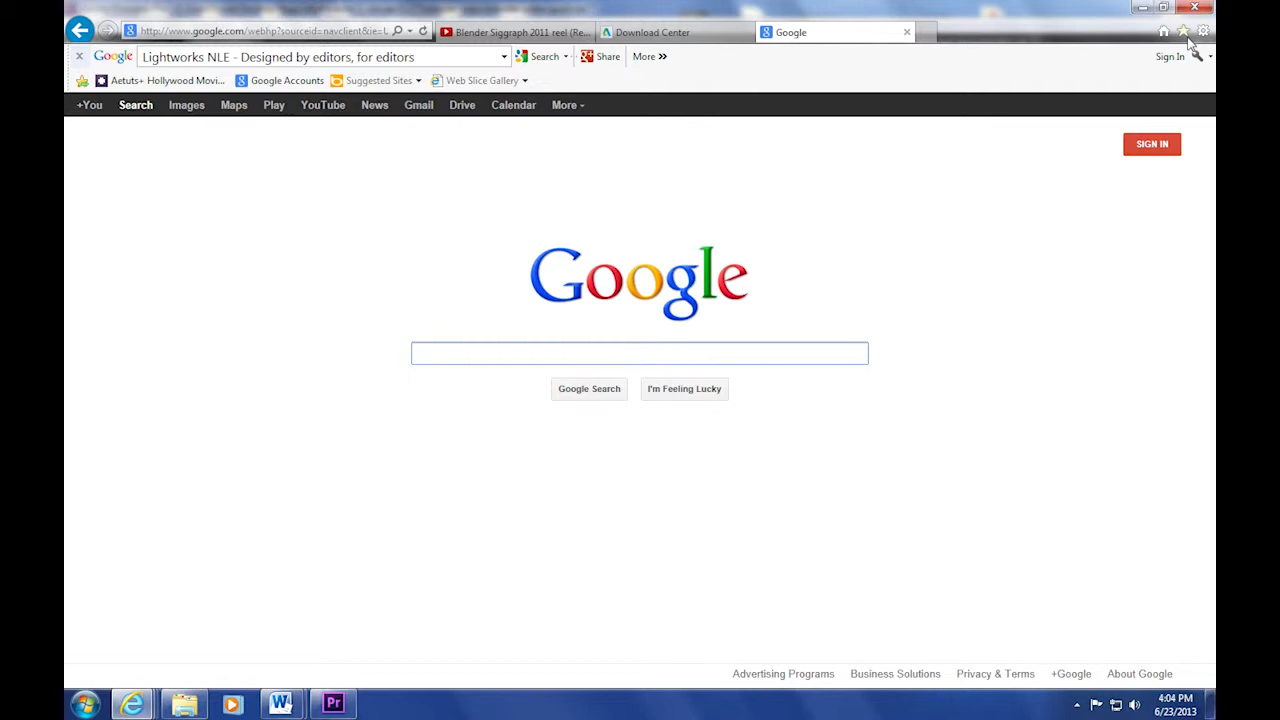 http://www.google.com/webhp?sourceid=navclient&ie=U
Blender Siggraph 2011 reel (Re...
Download Center
Google
Google
Lightworks NLE - Designed by editors, for editors
Search
Share
More »
Sign In
Aetuts+ Hollywood Movi...
Google Accounts
Suggested Sites
Web Slice Gallery
+You
Search
Images
Maps
Play
YouTube
News
Gmail
Drive
Calendar
More
SIGN IN
Google
Google Search
I'm Feeling Lucky
Advertising Programs
Business Solutions
Privacy & Terms
+Google
About Google
Pr
4:04 PM
6/23/2013